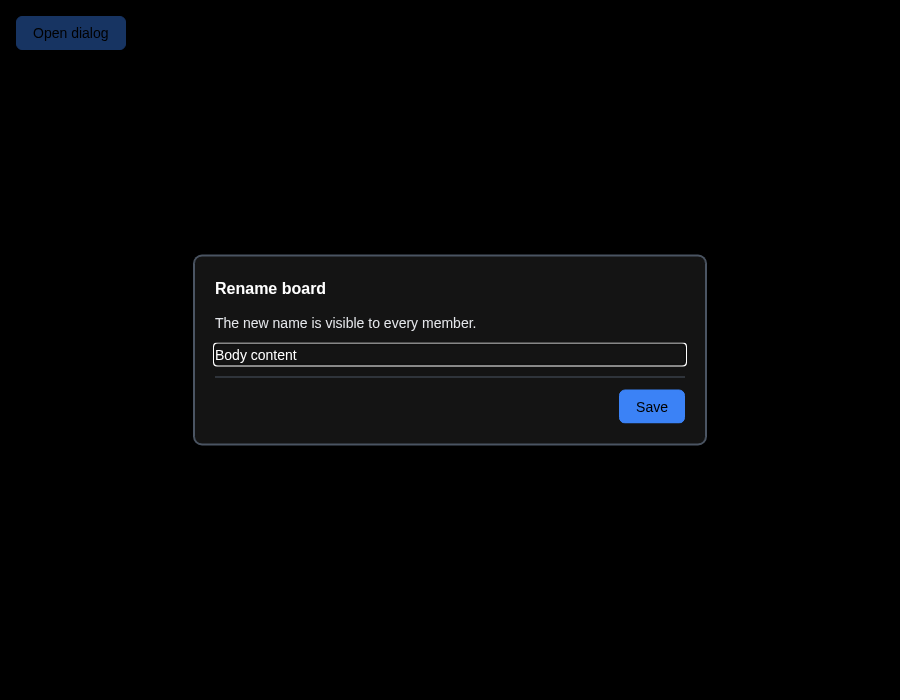 Open dialog
Rename board
The new name is visible to every member.
Body content
Save